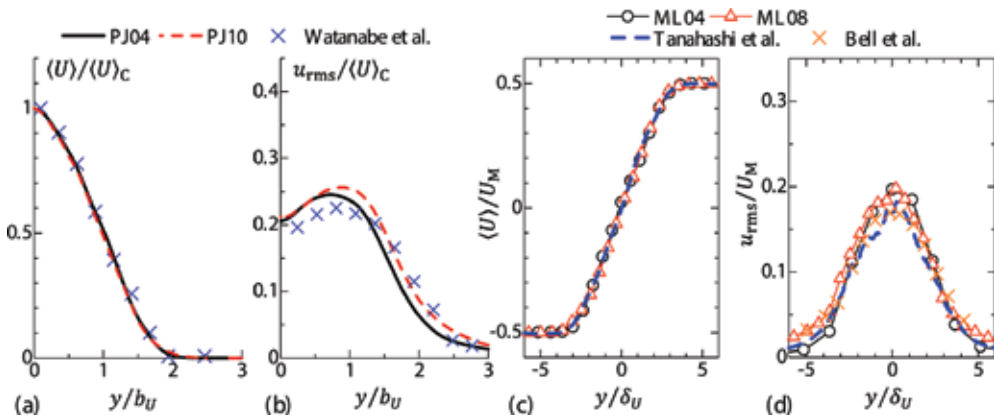 PJ04 PJ10 Watanabe et al.
ML04 ML08
Tanahashi et al. Bell et al.
⟨U⟩/⟨U⟩C
1
0.5
0
0 1 2 3
y/bU
(a)
urms/⟨U⟩C
0.4
0.3
0.2
0.1
0
0 1 2 3
y/bU
(b)
⟨U⟩/UM
0.5
0
-0.5
-5 0 5
y/δU
(c)
urms/UM
0.3
0.2
0.1
0
-5 0 5
y/δU
(d)